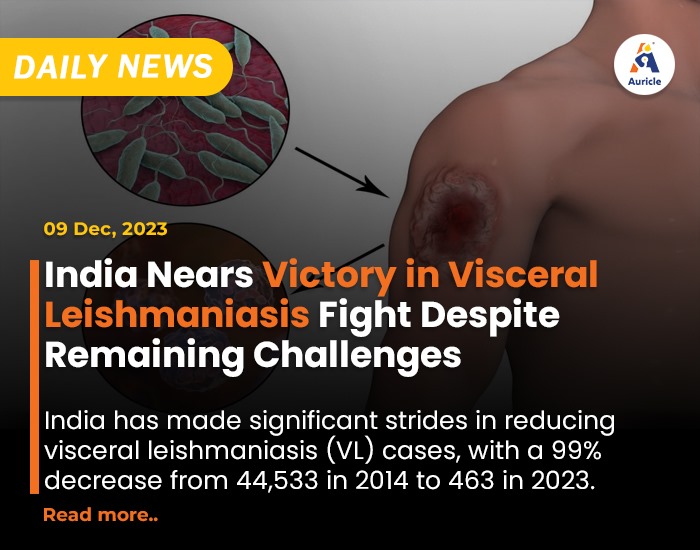 DAILY NEWS
Auricle
09 Dec, 2023
India Nears Victory in Visceral
Leishmaniasis Fight Despite
Remaining Challenges
India has made significant strides in reducing
visceral leishmaniasis (VL) cases, with a 99%
decrease from 44,533 in 2014 to 463 in 2023.
Read more..